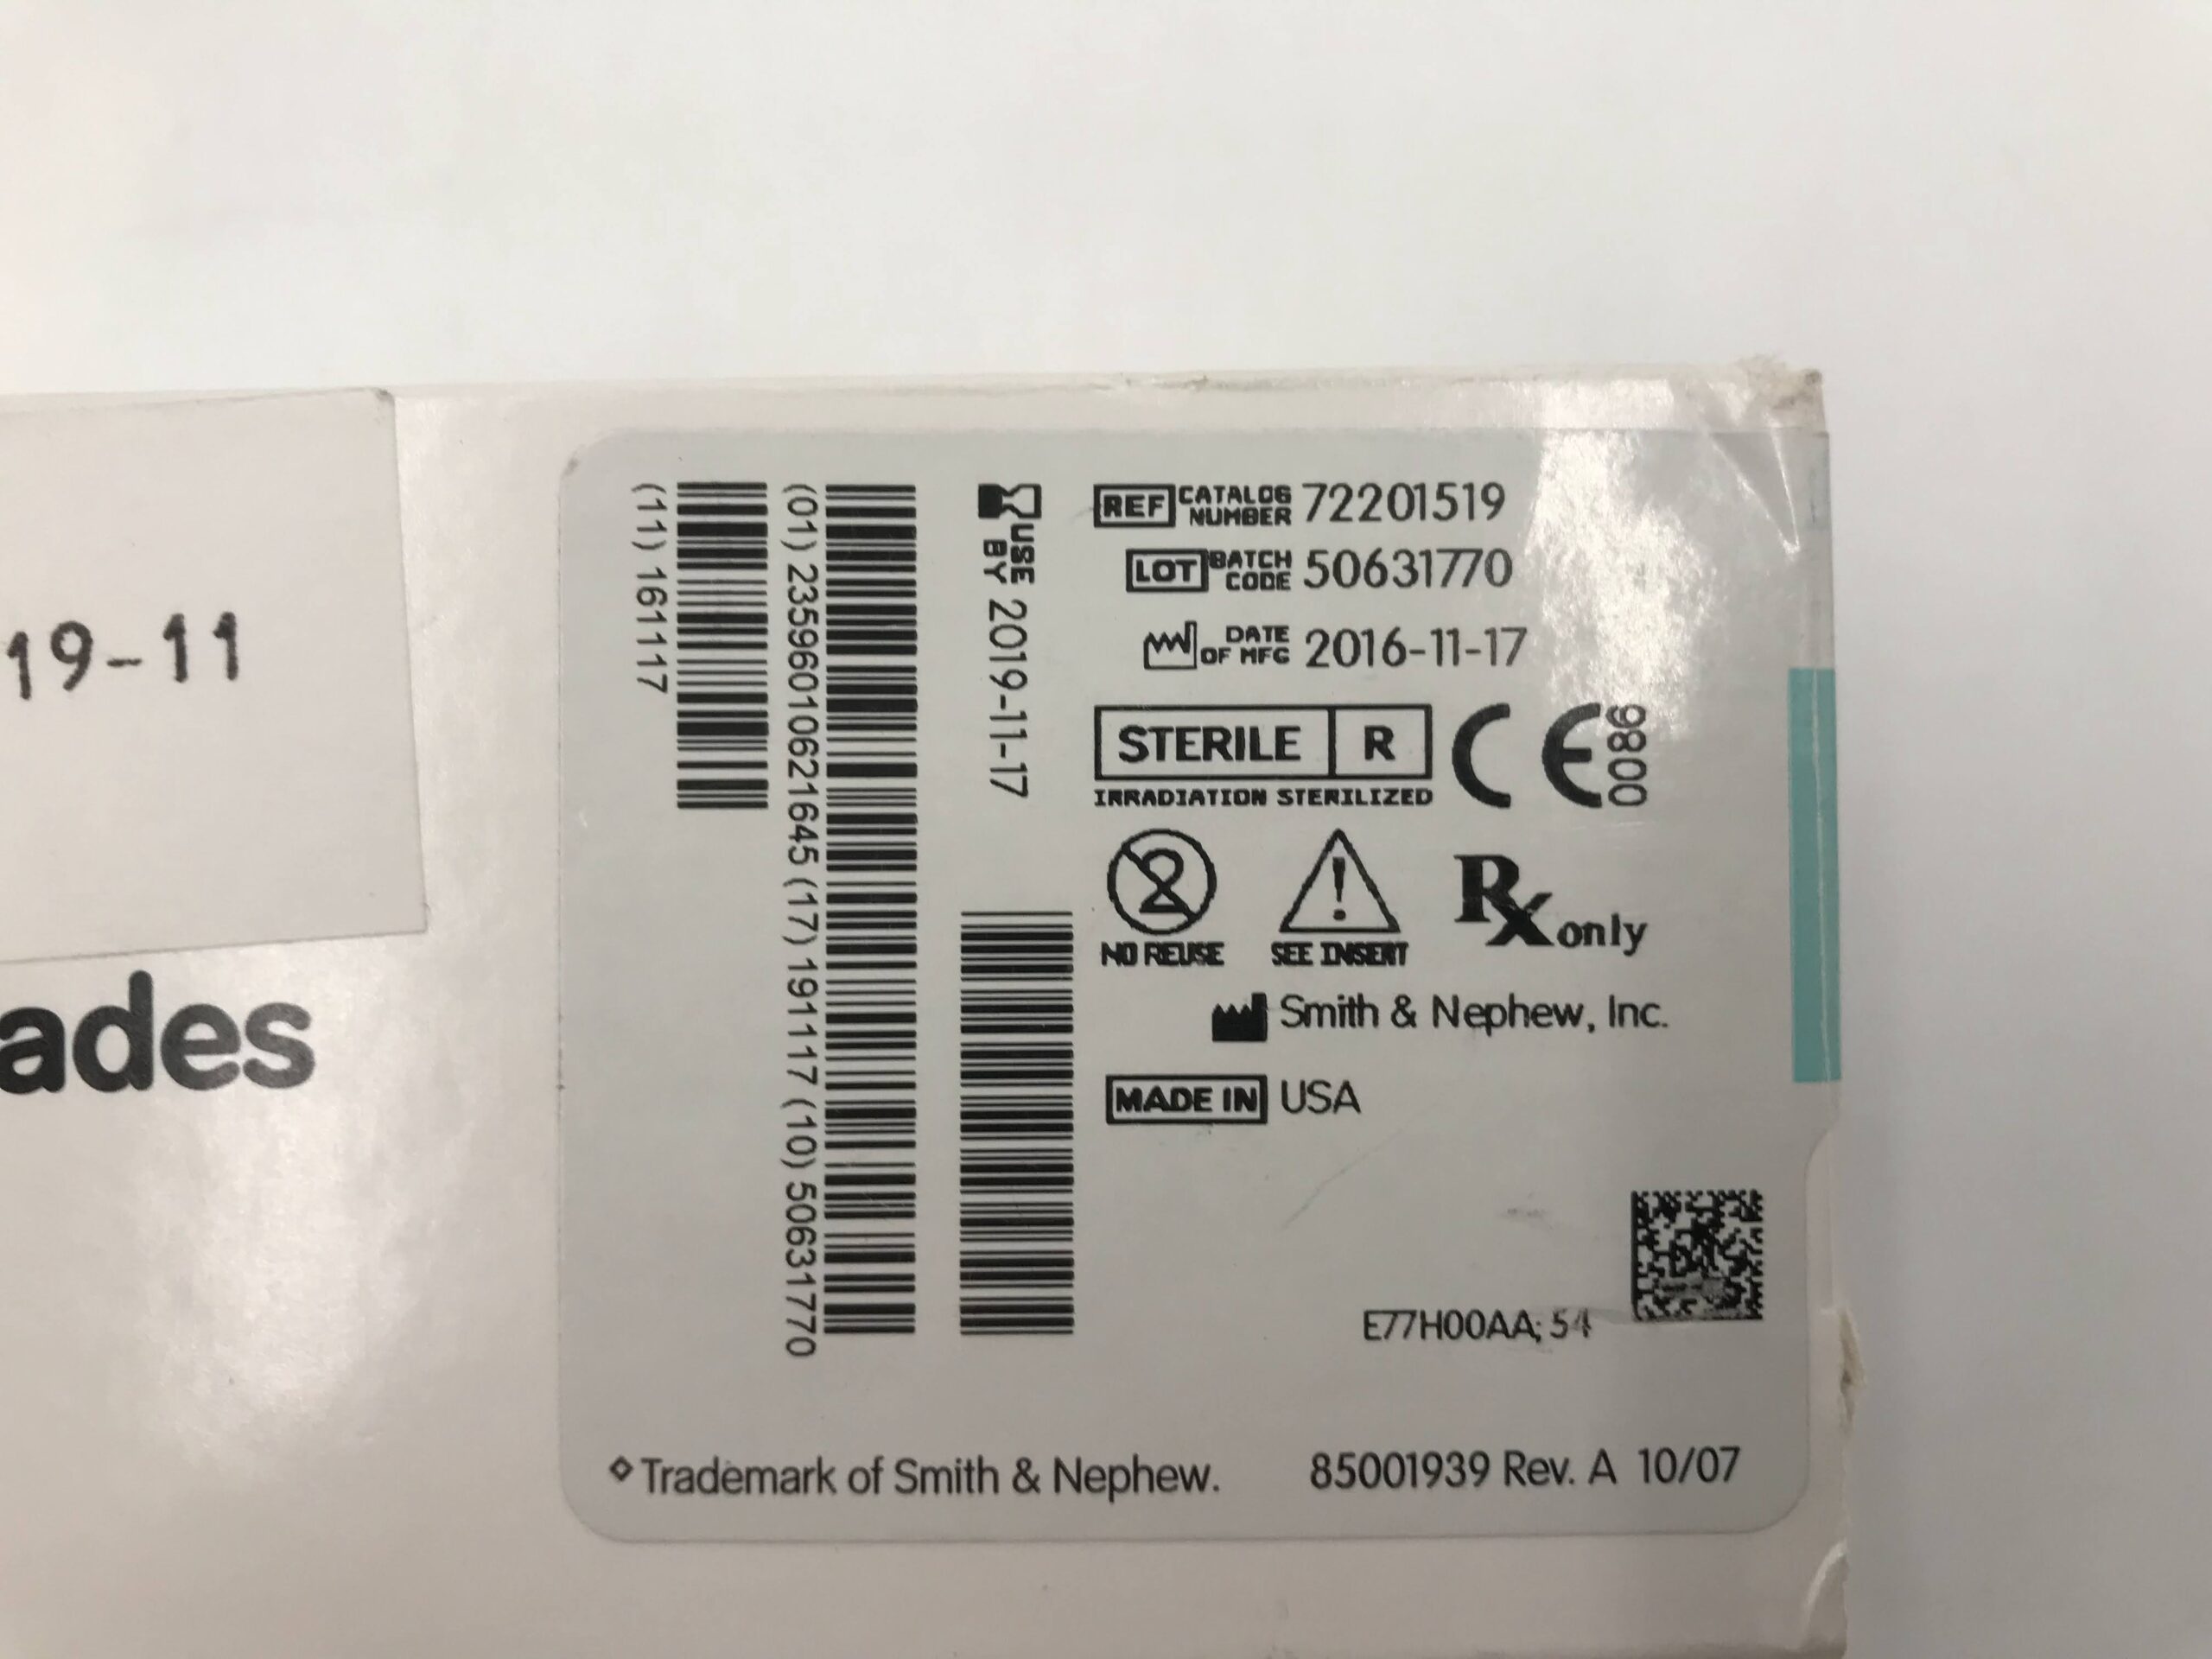 19-11
ades
(11) 161117
(01) 23596010621645 (17) 191117 (10) 50631770
USE BY 2019-11-17
REF CATALOG NUMBER 72201519
LOT BATCH CODE 50631770
DATE OF MFG 2016-11-17
STERILE R
IRRADIATION STERILIZED
CE 0086
2
NO REUSE
!
SEE INSERT
Rx only
Smith & Nephew, Inc.
MADE IN USA
E77H00AA; 54
◇Trademark of Smith & Nephew.
85001939 Rev. A 10/07